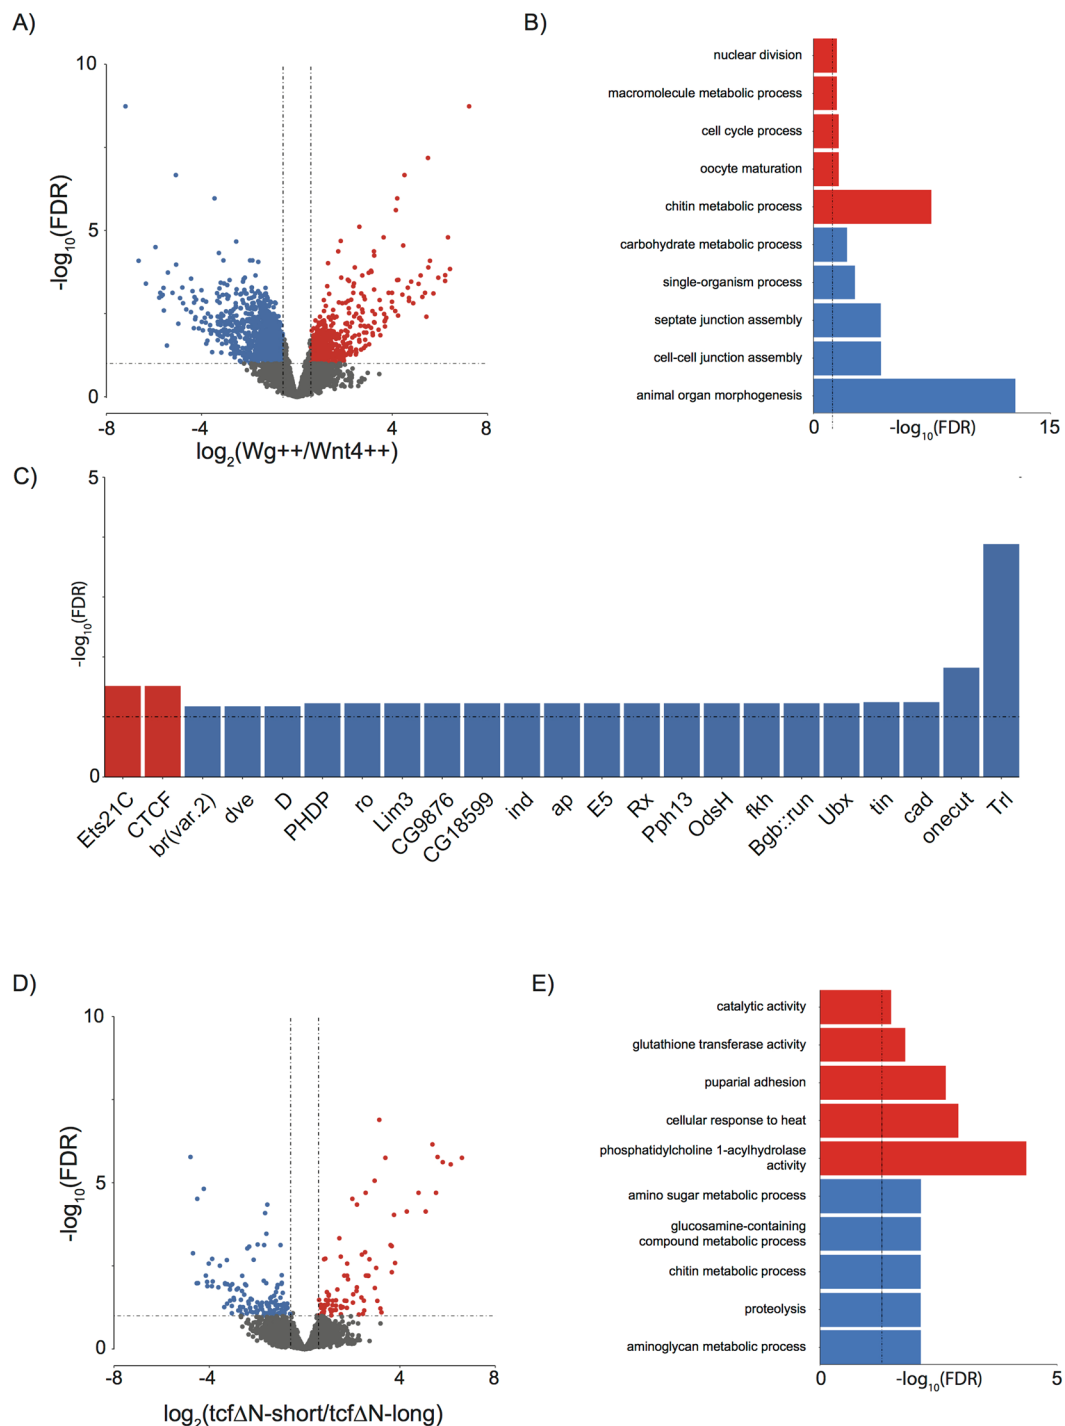 A)
10
5
0
-log10(FDR)
-8
-4
4
8
log2(Wg++/Wnt4++)
B)
nuclear division
macromolecule metabolic process
cell cycle process
oocyte maturation
chitin metabolic process
carbohydrate metabolic process
single-organism process
septate junction assembly
cell-cell junction assembly
animal organ morphogenesis
0
-log10(FDR)
15
C)
5
0
-log10(FDR)
Ets21C
CTCF
br(var.2)
dve
D
PHDP
ro
Lim3
CG9876
CG18599
ind
ap
E5
Rx
Pph13
OdsH
fkh
Bgb::run
Ubx
tin
cad
onecut
Trl
D)
10
5
0
-log10(FDR)
-8
-4
4
8
log2(tcfΔN-short/tcfΔN-long)
E)
catalytic activity
glutathione transferase activity
puparial adhesion
cellular response to heat
phosphatidylcholine 1-acylhydrolase
activity
amino sugar metabolic process
glucosamine-containing
compound metabolic process
chitin metabolic process
proteolysis
aminoglycan metabolic process
0
-log10(FDR)
5